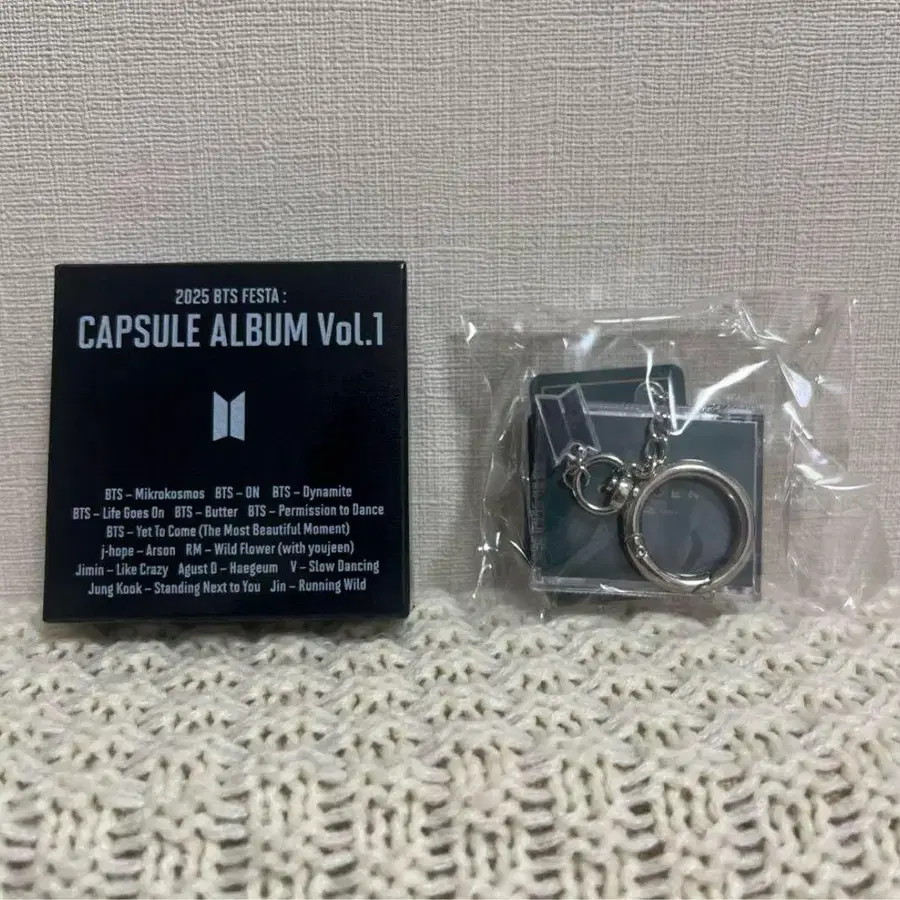 2025 BTS FESTA :
CAPSULE ALBUM Vol.1
BTS – Mikrokosmos BTS – ON BTS – Dynamite
BTS – Life Goes On BTS – Butter BTS – Permission to Dance
BTS – Yet To Come (The Most Beautiful Moment)
j-hope – Arson RM – Wild Flower (with youjeen)
Jimin – Like Crazy Agust D – Haegeum V – Slow Dancing
Jung Kook – Standing Next to You Jin – Running Wild